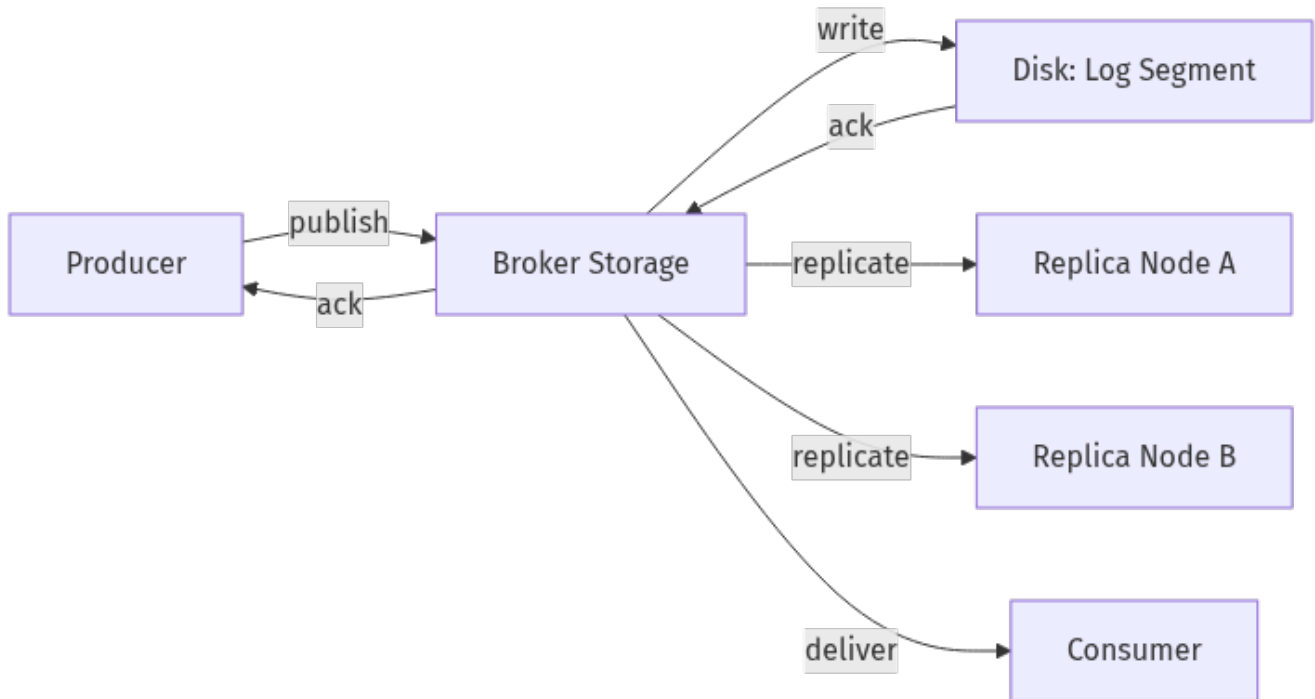 write
Disk: Log Segment
ack
publish
Producer
Broker Storage
replicate
Replica Node A
ack
replicate
Replica Node B
deliver
Consumer